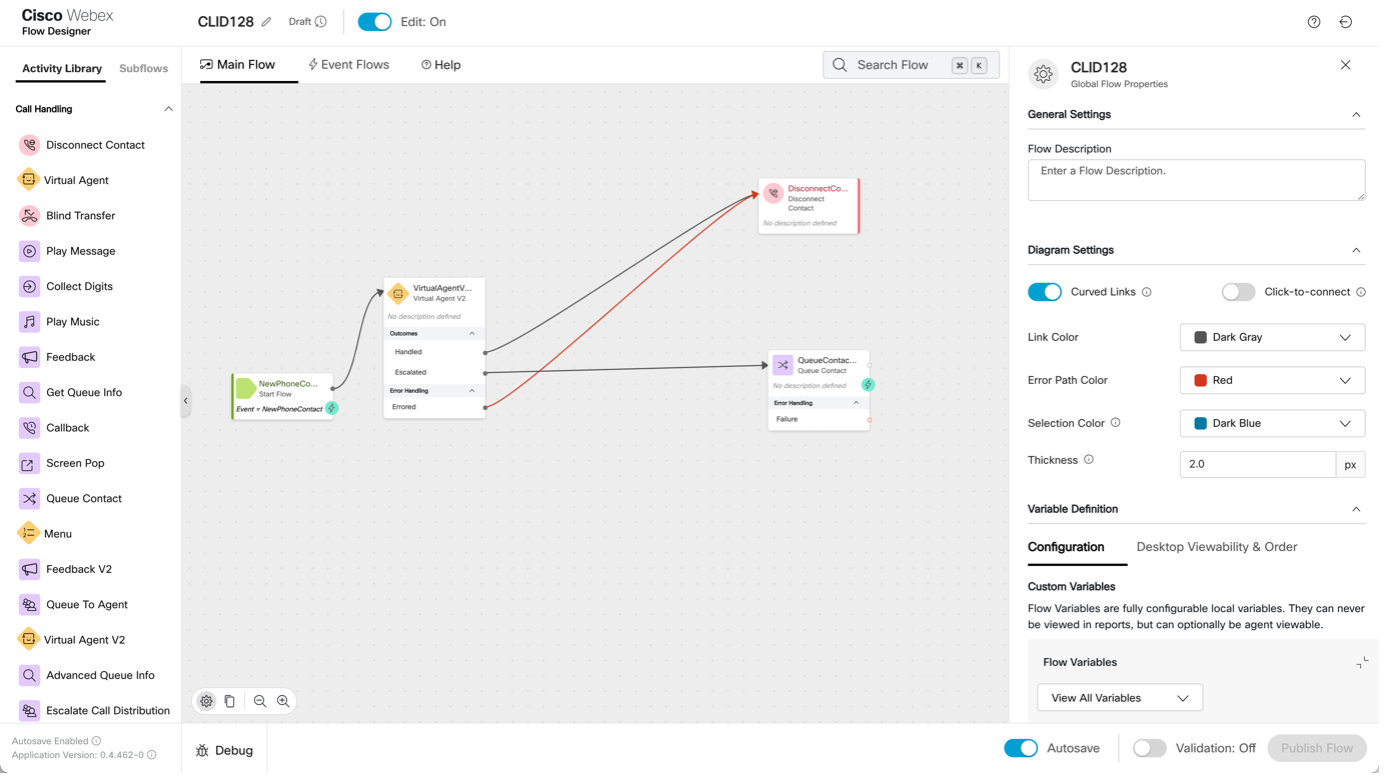 Cisco Webex
Flow Designer
CLID128
Draft
Edit: On
Activity Library
Subflows
Call Handling
Disconnect Contact
Virtual Agent
Blind Transfer
Play Message
Collect Digits
Play Music
Feedback
Get Queue Info
Callback
Screen Pop
Queue Contact
Menu
Feedback V2
Queue To Agent
Virtual Agent V2
Advanced Queue Info
Escalate Call Distribution
Autosave Enabled
Application Version: 0.4.462-0
Main Flow
Event Flows
Help
Search Flow
⌘ K
NewPhoneCo...
Start Flow
Event = NewPhoneContact
VirtualAgentV...
Virtual Agent V2
No description defined
Outcomes
Handled
Escalated
Error Handling
Errored
DisconnectCo...
Disconnect
Contact
No description defined
QueueContac...
Queue Contact
No description defined
Error Handling
Failure
Debug
CLID128
Global Flow Properties
General Settings
Flow Description
Enter a Flow Description.
Diagram Settings
Curved Links
Click-to-connect
Link Color
Dark Gray
Error Path Color
Red
Selection Color
Dark Blue
Thickness
2.0
px
Variable Definition
Configuration
Desktop Viewability & Order
Custom Variables
Flow Variables are fully configurable local variables. They can never
be viewed in reports, but can optionally be agent viewable.
Flow Variables
View All Variables
Autosave
Validation: Off
Publish Flow